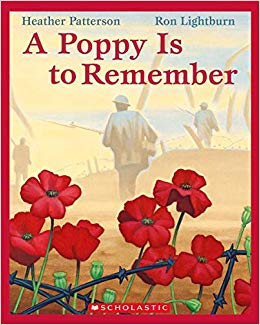 Heather Patterson Ron Lightburn
A Poppy Is
to Remember
SCHOLASTIC